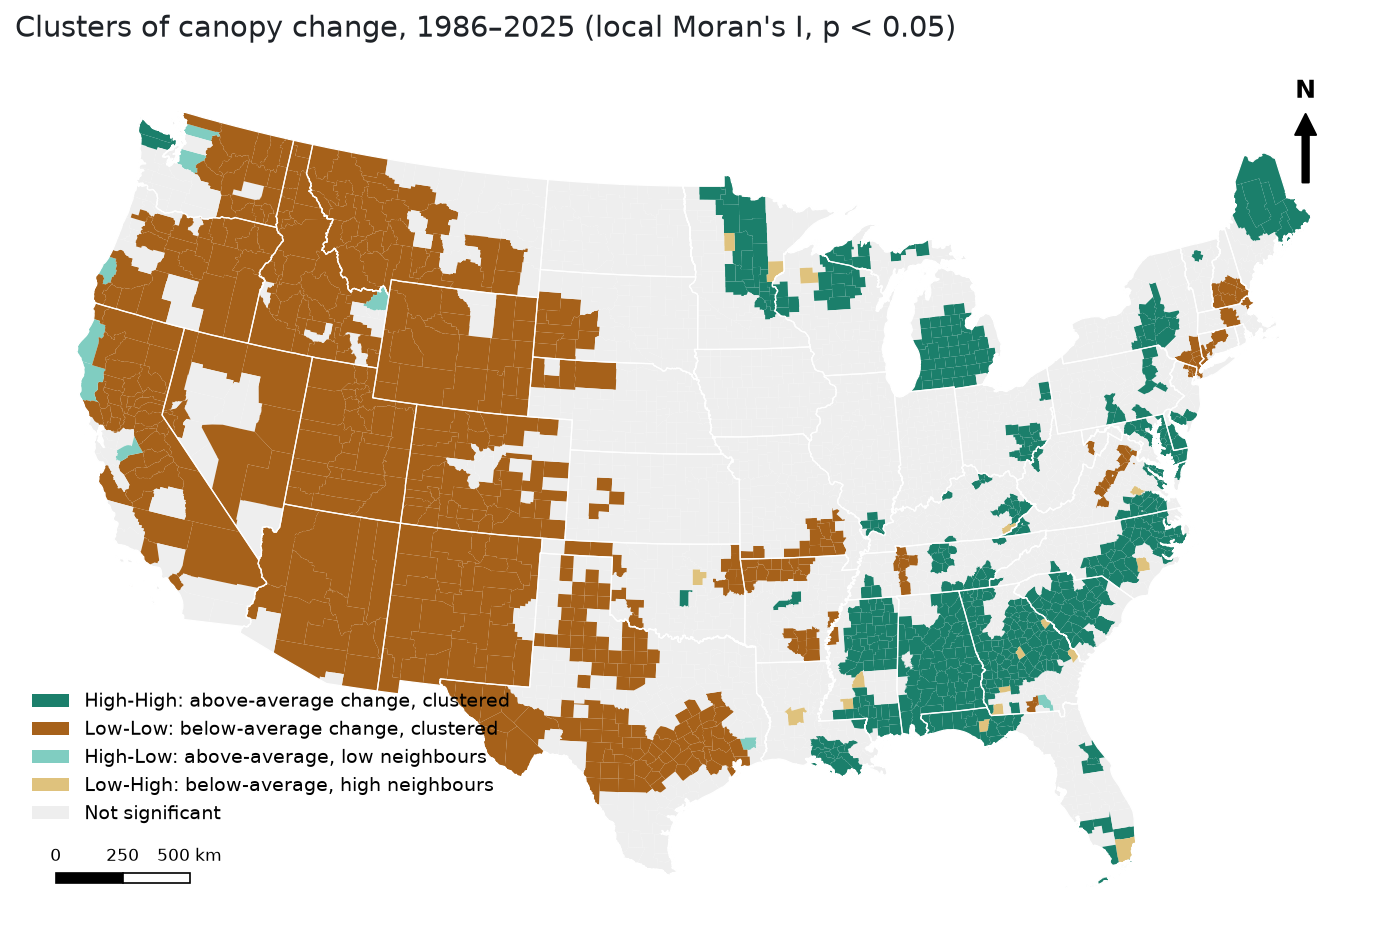 Clusters of canopy change, 1986–2025 (local Moran's I, p < 0.05)
N
High-High: above-average change, clustered
Low-Low: below-average change, clustered
High-Low: above-average, low neighbours
Low-High: below-average, high neighbours
Not significant
0 250 500 km